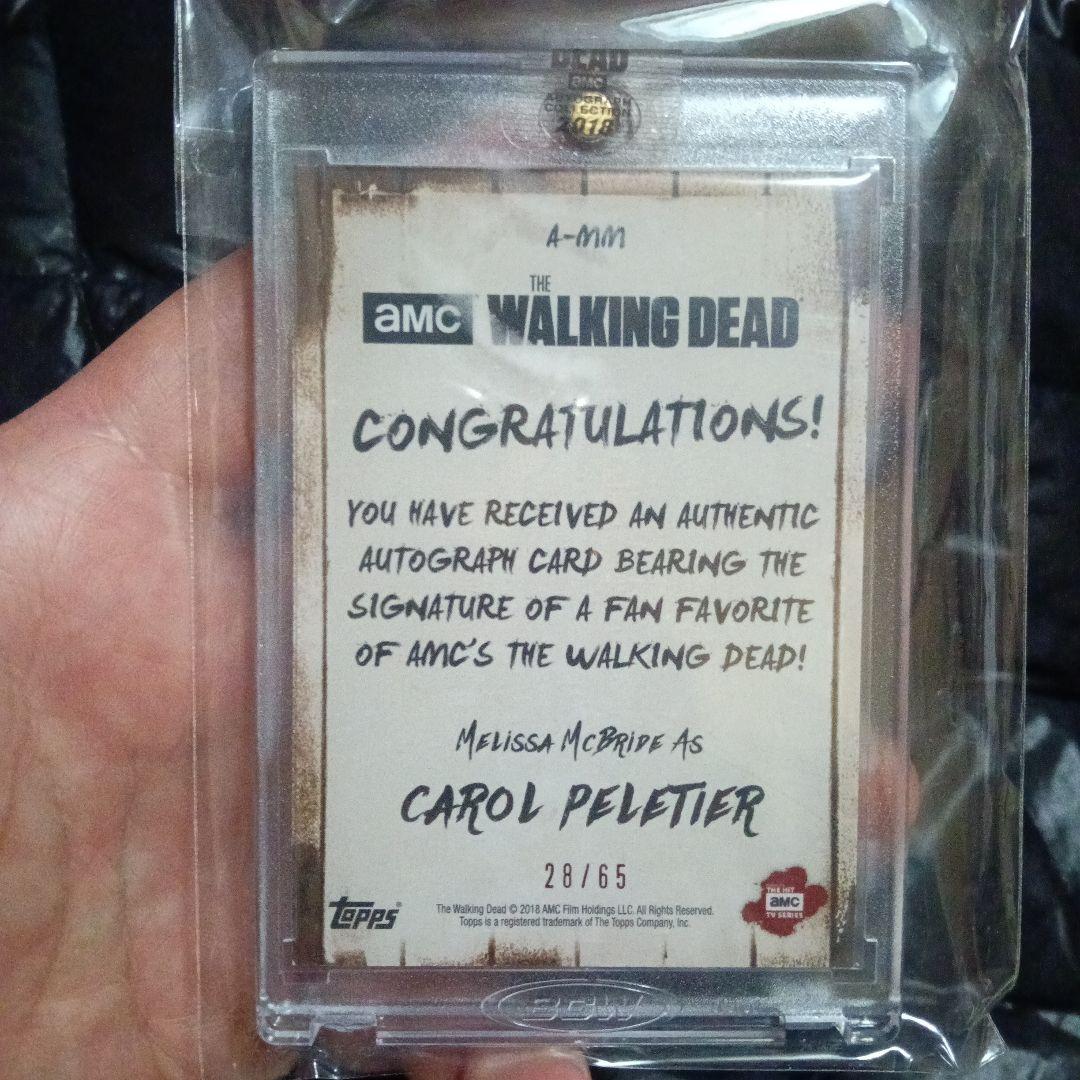 DEAD
AMC
AUTOGRAPH
COLLECTION
2018
A-MM
AMC THE WALKING DEAD
CONGRATULATIONS!
YOU HAVE RECEIVED AN AUTHENTIC
AUTOGRAPH CARD BEARING THE
SIGNATURE OF A FAN FAVORITE
OF AMC'S THE WALKING DEAD!
MELISSA MCBRIDE AS
CAROL PELETIER
28/65
Topps®
The Walking Dead © 2018 AMC Film Holdings LLC. All Rights Reserved.
Topps is a registered trademark of The Topps Company, Inc.
THE HIT
AMC
TV SERIES
BCW